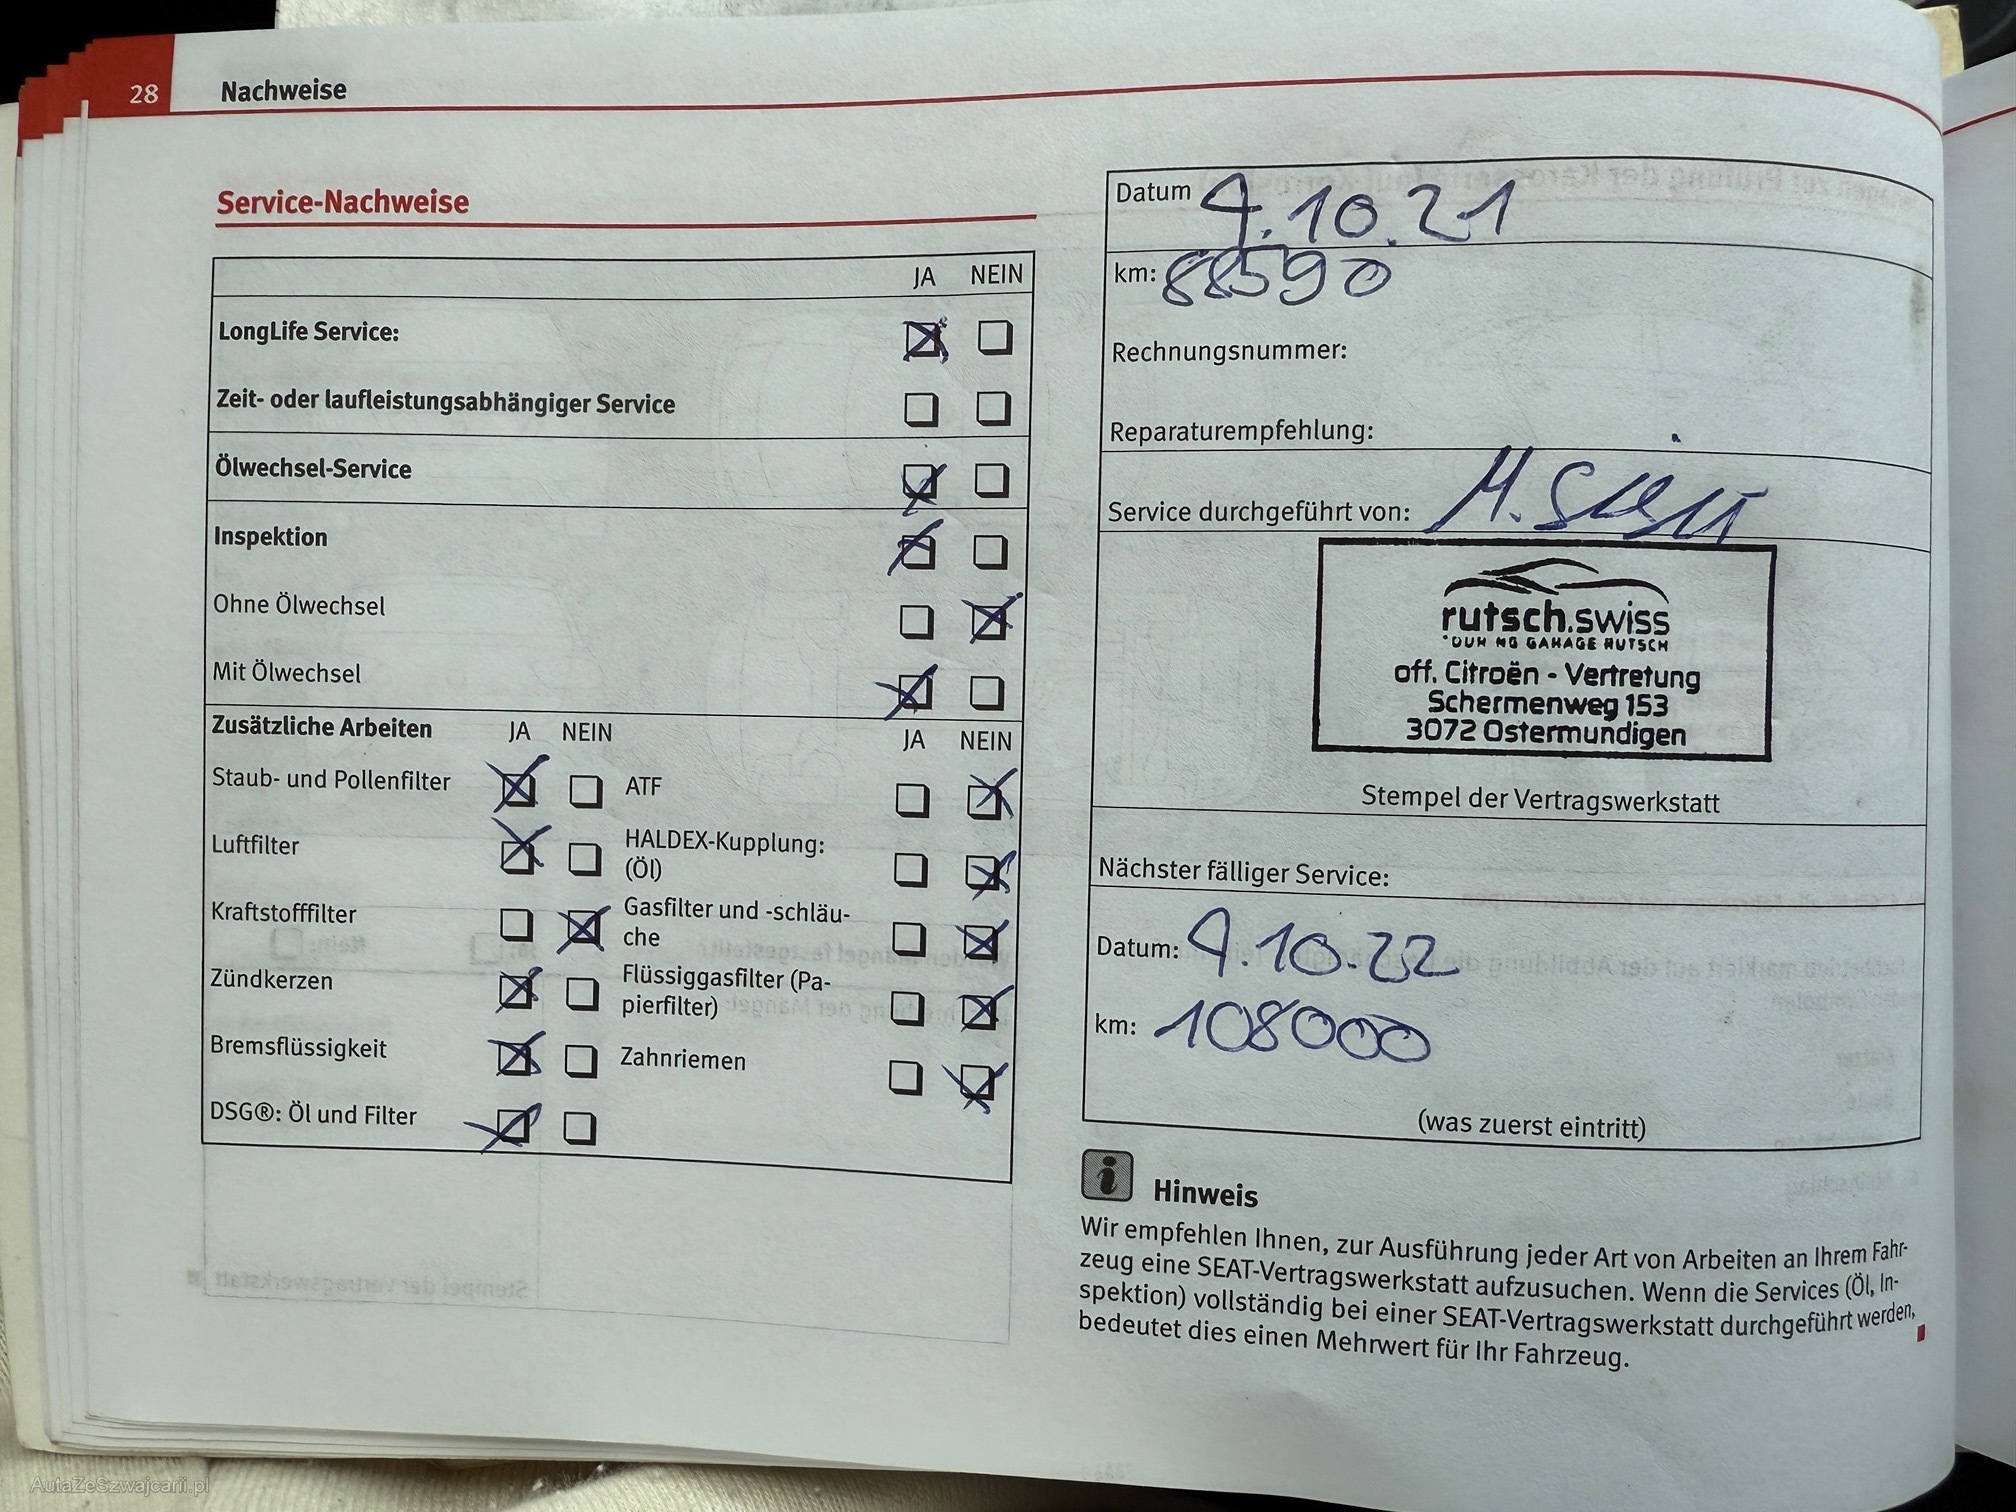 28
Nachweise
Service-Nachweise
JA NEIN
LongLife Service:
Zeit- oder laufleistungsabhängiger Service
Ölwechsel-Service
Inspektion
Ohne Ölwechsel
Mit Ölwechsel
Zusätzliche Arbeiten JA NEIN JA NEIN
Staub- und Pollenfilter ATF
Luftfilter HALDEX-Kupplung:
(Öl)
Kraftstofffilter Gasfilter und -schläu-
che
Zündkerzen Flüssiggasfilter (Pa-
pierfilter)
Bremsflüssigkeit Zahnriemen
DSG®: Öl und Filter
Datum 4.10.21
km: 88590
Rechnungsnummer:
Reparaturempfehlung:
Service durchgeführt von:
rutsch.swiss
GARAGE RUTSCH
off. Citroën - Vertretung
Schermenweg 153
3072 Ostermundigen
Stempel der Vertragswerkstatt
Nächster fälliger Service:
Datum: 4.10.22
km: 108000
(was zuerst eintritt)
Hinweis
Wir empfehlen Ihnen, zur Ausführung jeder Art von Arbeiten an Ihrem Fahr-
zeug eine SEAT-Vertragswerkstatt aufzusuchen. Wenn die Services (Öl, In-
spektion) vollständig bei einer SEAT-Vertragswerkstatt durchgeführt werden,
bedeutet dies einen Mehrwert für Ihr Fahrzeug.
AutaZeSzwajcarii.pl